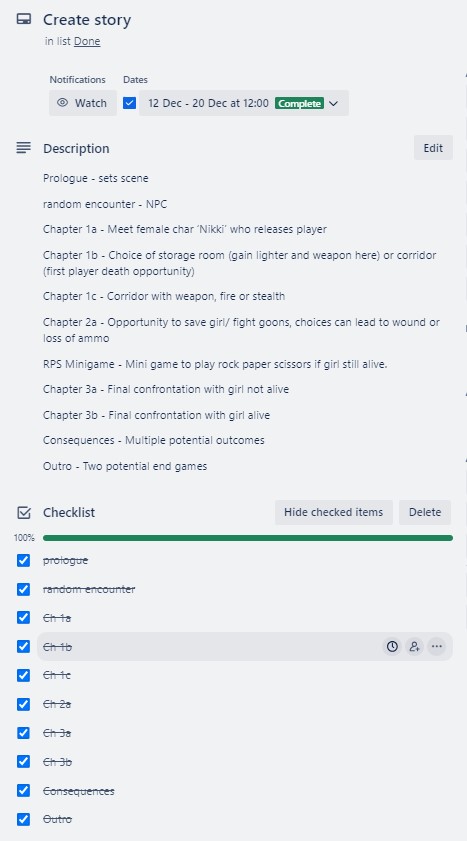 Create story
in list Done
Notifications Dates
Watch 12 Dec - 20 Dec at 12:00 Complete
Description Edit
Prologue - sets scene
random encounter - NPC
Chapter 1a - Meet female char 'Nikki' who releases player
Chapter 1b - Choice of storage room (gain lighter and weapon here) or corridor
(first player death opportunity)
Chapter 1c - Corridor with weapon, fire or stealth
Chapter 2a - Opportunity to save girl/ fight goons, choices can lead to wound or
loss of ammo
RPS Minigame - Mini game to play rock paper scissors if girl still alive.
Chapter 3a - Final confrontation with girl not alive
Chapter 3b - Final confrontation with girl alive
Consequences - Multiple potential outcomes
Outro - Two potential end games
Checklist Hide checked items Delete
100%
prologue
random encounter
Ch 1a
Ch 1b
Ch 1c
Ch 2a
Ch 3a
Ch 3b
Consequences
Outro